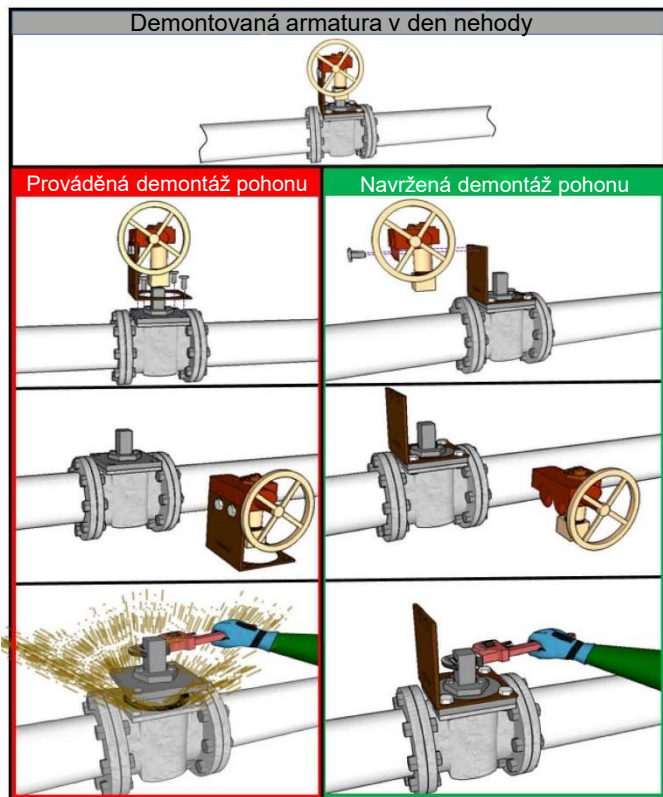 Demontovaná armatura v den nehody
Prováděná demontáž pohonu
Navržená demontáž pohonu